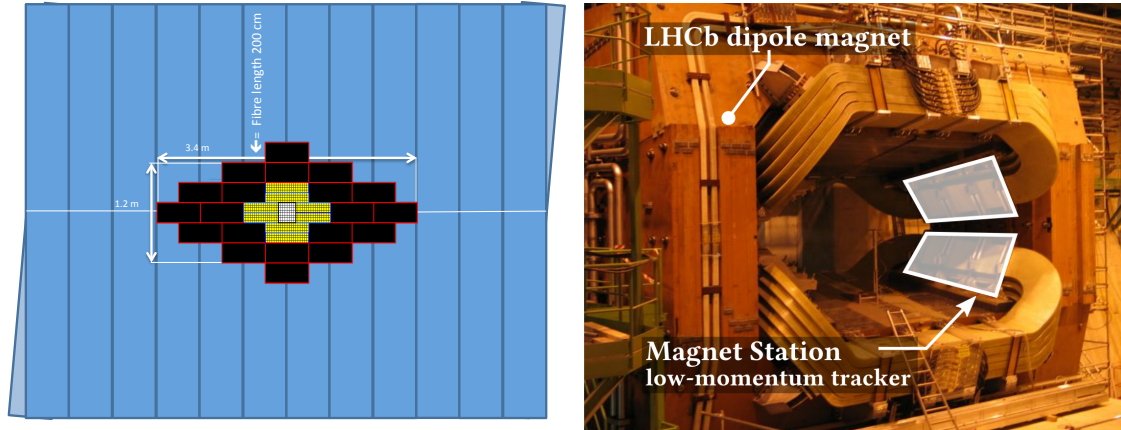 = Fibre length 200 cm
3.4 m
1.2 m
LHCb dipole magnet
Magnet Station
low-momentum tracker